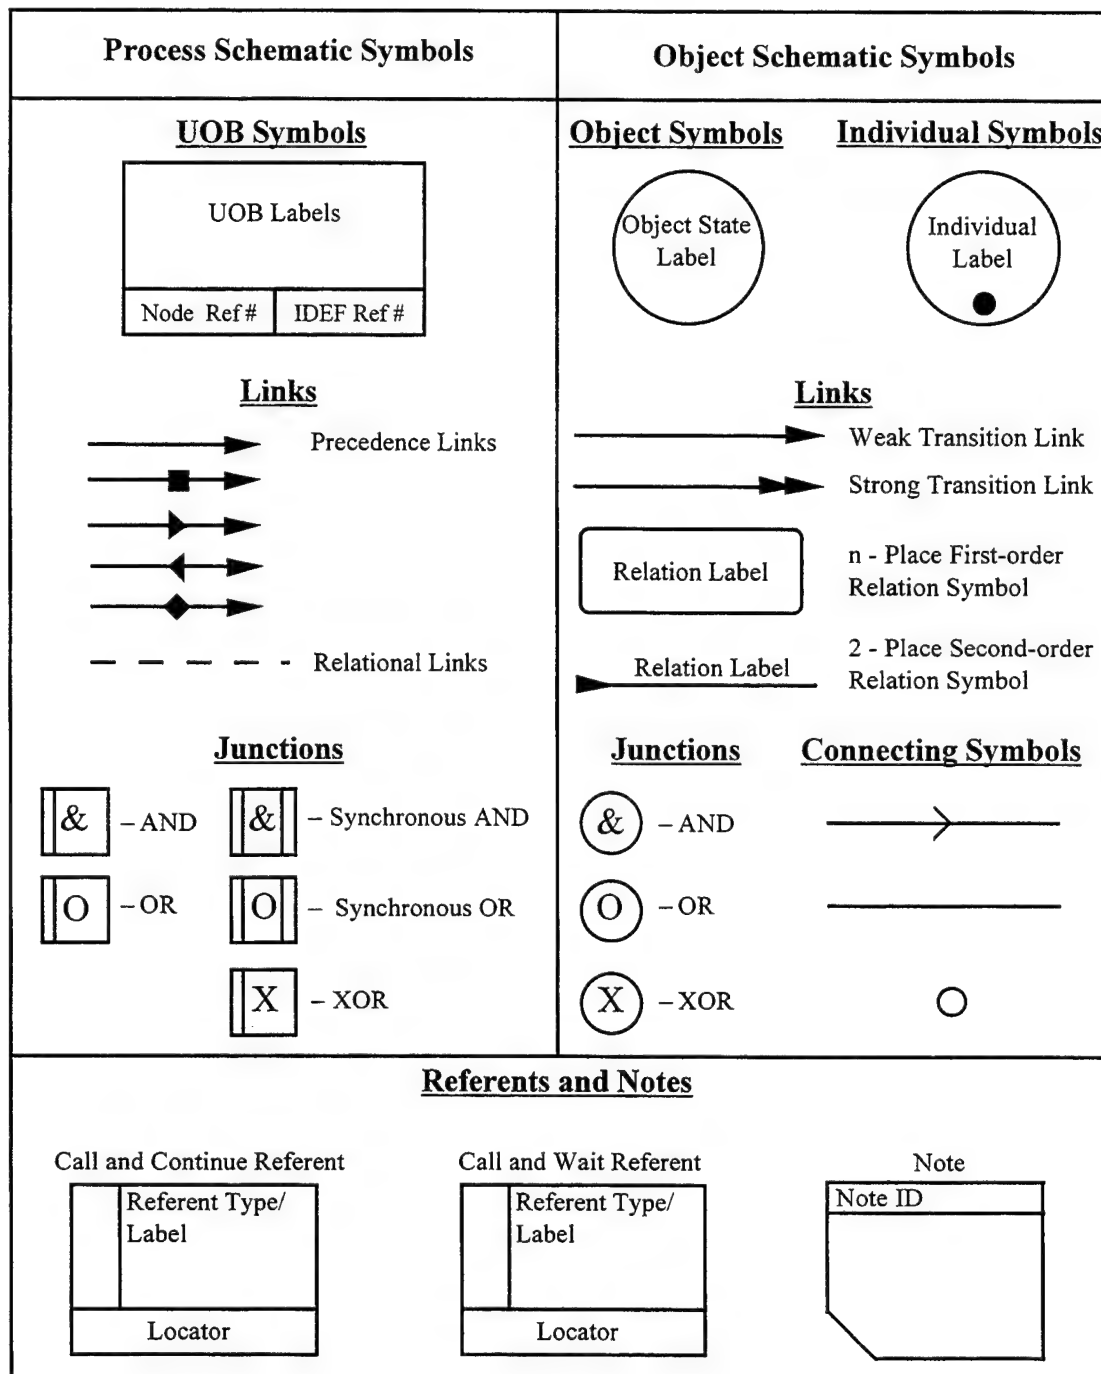 Process Schematic Symbols
Object Schematic Symbols
UOB Symbols
UOB Labels
Node Ref #
IDEF Ref #
Links
Precedence Links
Relational Links
Junctions
& – AND
& – Synchronous AND
O – OR
O – Synchronous OR
X – XOR
Object Symbols
Individual Symbols
Object State
Label
Individual
Label
Links
Weak Transition Link
Strong Transition Link
Relation Label
n - Place First-order
Relation Symbol
Relation Label
2 - Place Second-order
Relation Symbol
Junctions
Connecting Symbols
& – AND
O – OR
X – XOR
Referents and Notes
Call and Continue Referent
Referent Type/
Label
Locator
Call and Wait Referent
Referent Type/
Label
Locator
Note
Note ID